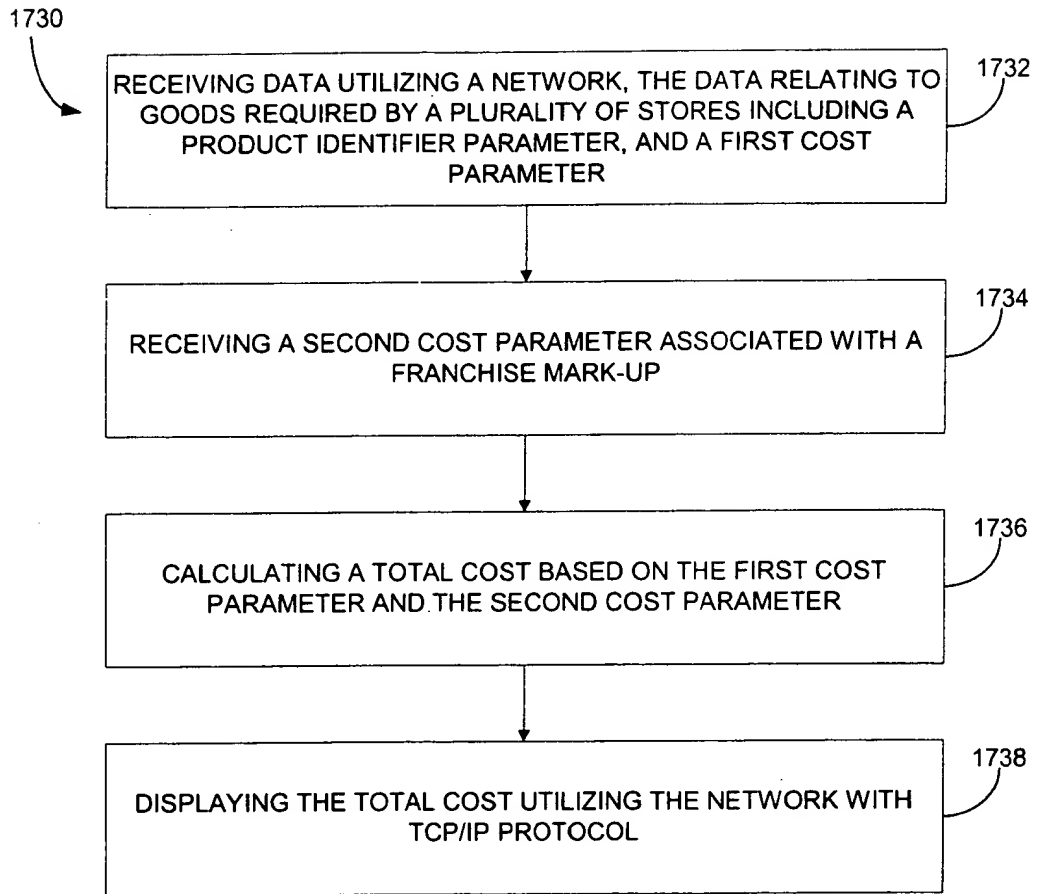 1730
RECEIVING DATA UTILIZING A NETWORK, THE DATA RELATING TO
GOODS REQUIRED BY A PLURALITY OF STORES INCLUDING A
PRODUCT IDENTIFIER PARAMETER, AND A FIRST COST
PARAMETER
1732
RECEIVING A SECOND COST PARAMETER ASSOCIATED WITH A
FRANCHISE MARK-UP
1734
CALCULATING A TOTAL COST BASED ON THE FIRST COST
PARAMETER AND THE SECOND COST PARAMETER
1736
DISPLAYING THE TOTAL COST UTILIZING THE NETWORK WITH
TCP/IP PROTOCOL
1738